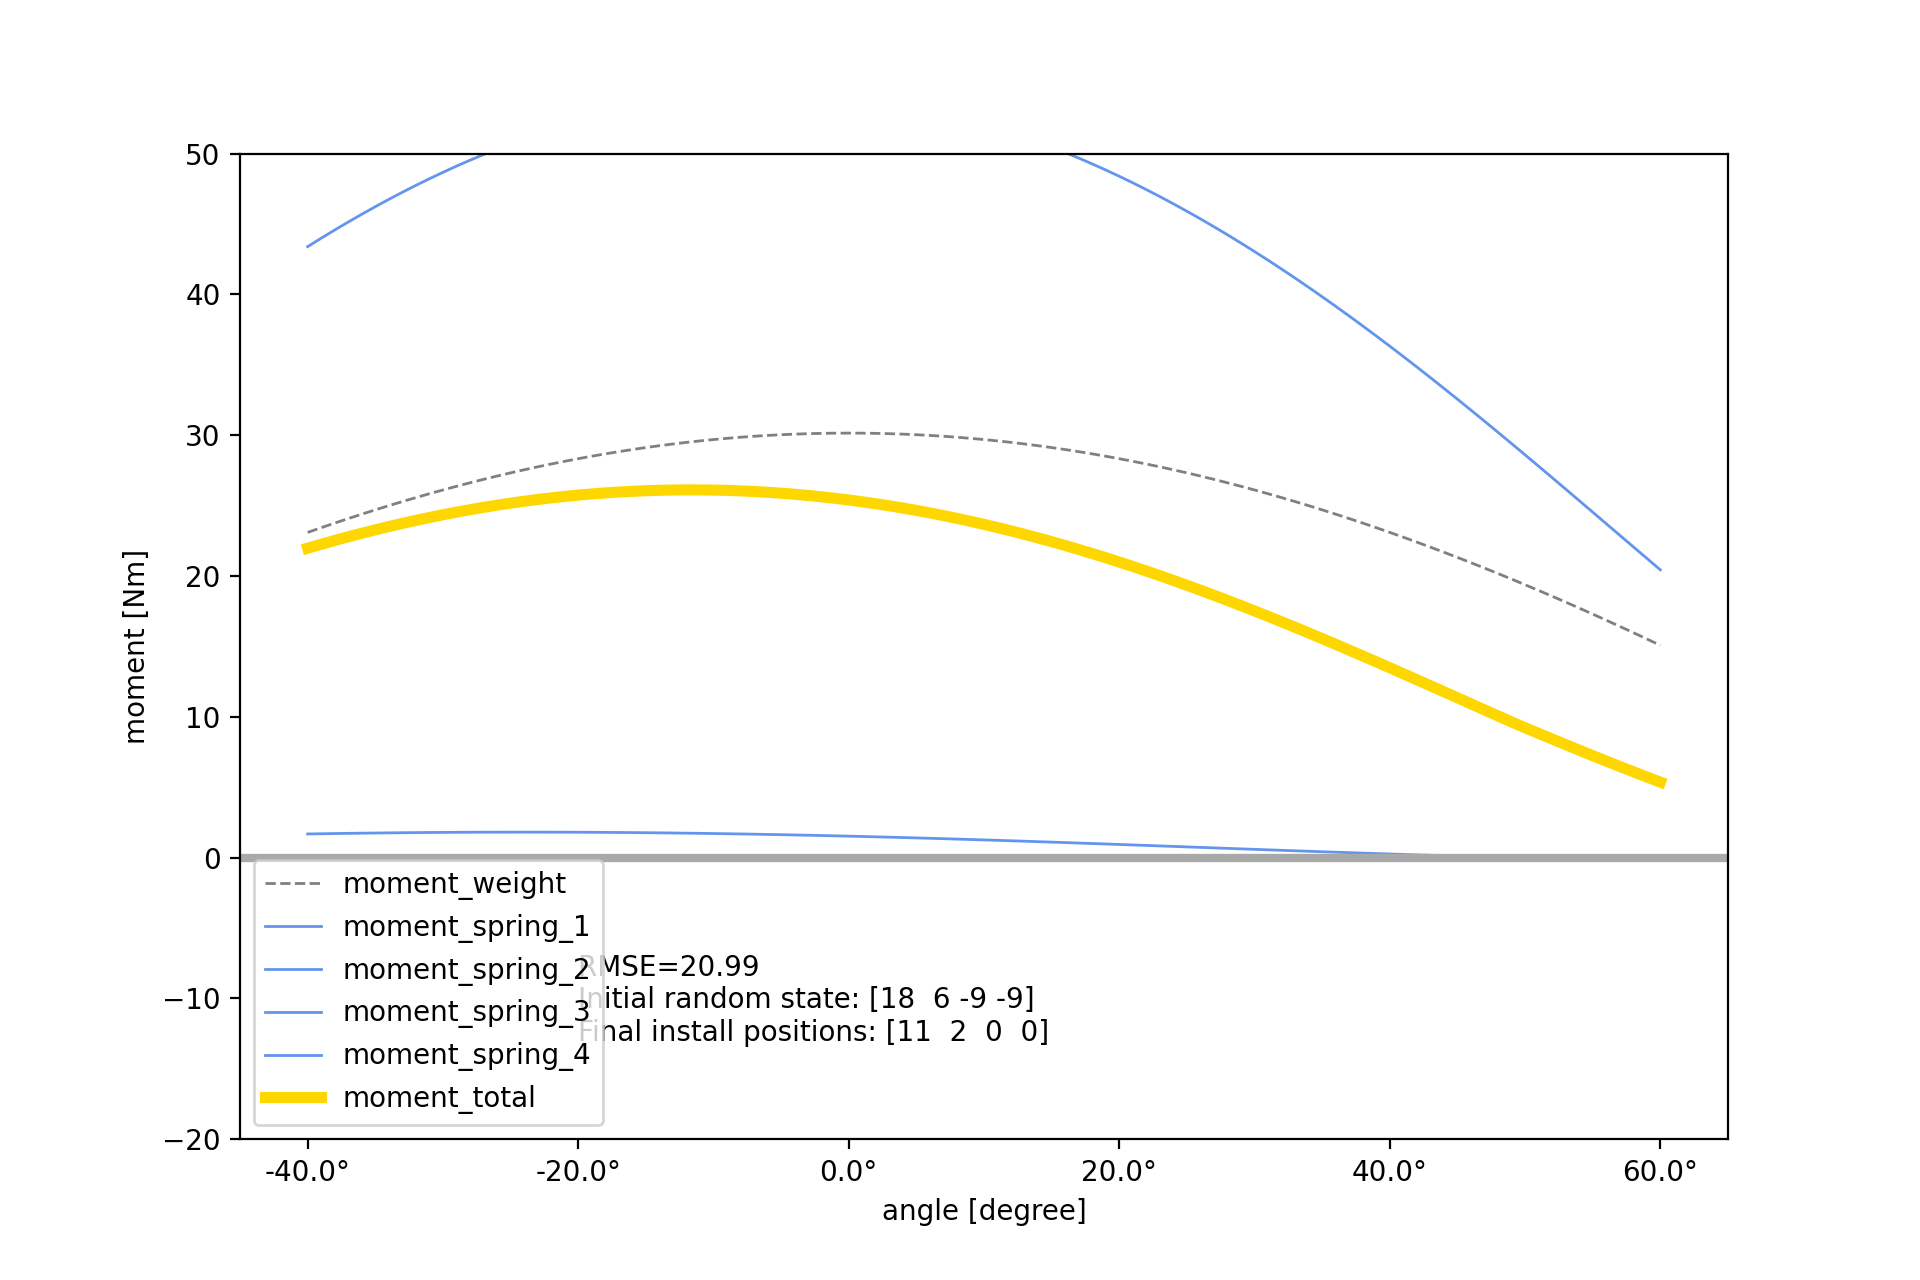 50
40
30
20
10
0
−10
−20
moment [Nm]
moment_weight
moment_spring_1
moment_spring_2
moment_spring_3
moment_spring_4
moment_total
RMSE=20.99
Initial random state: [18  6 -9 -9]
Final install positions: [11  2  0  0]
-40.0° -20.0° 0.0° 20.0° 40.0° 60.0°
angle [degree]